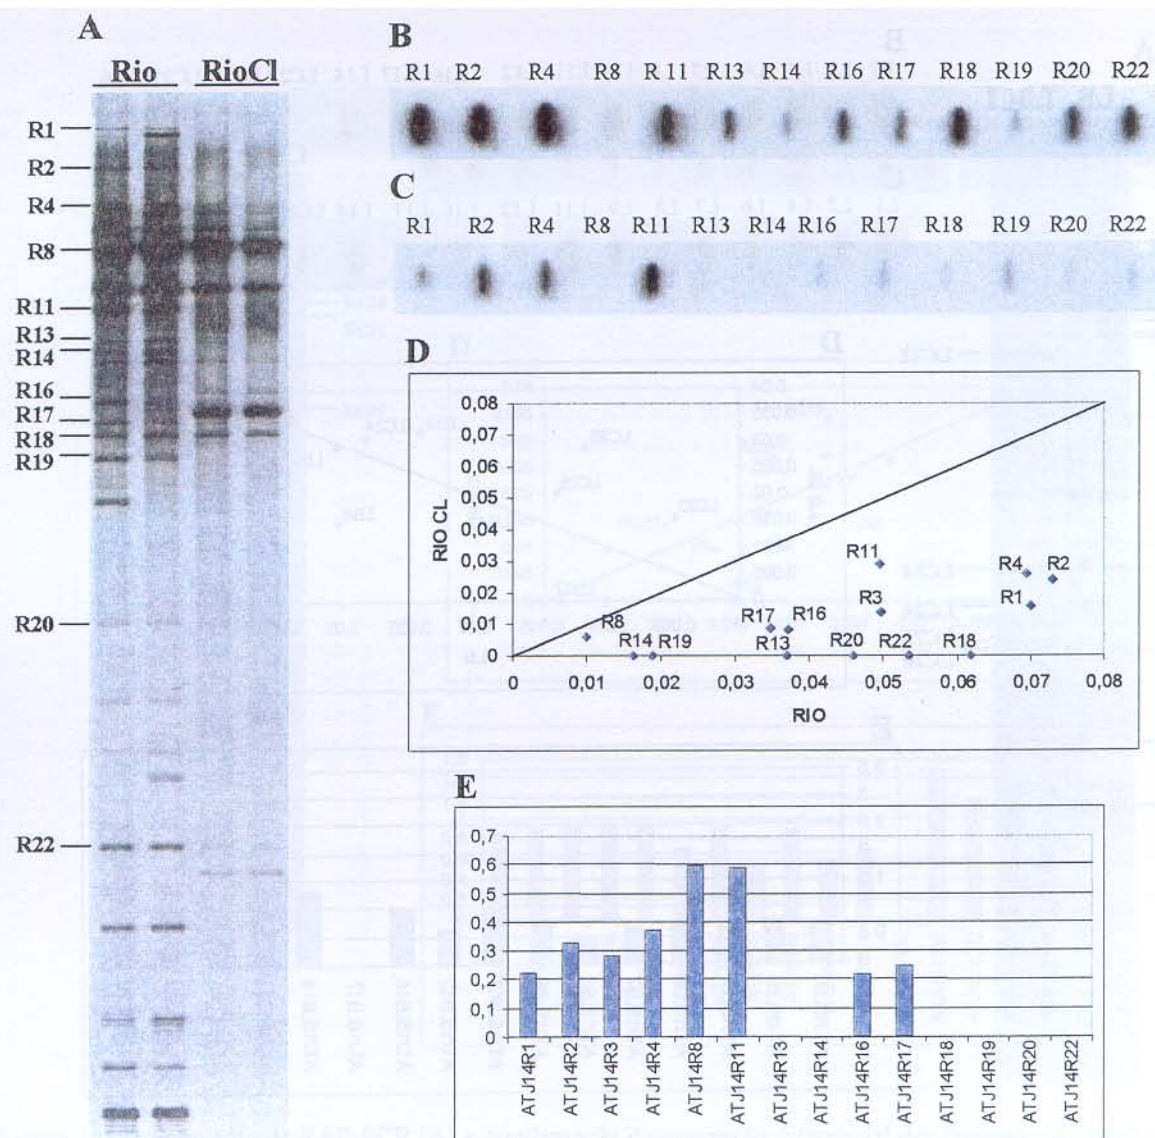 A
Rio RioCl
R1
R2
R4
R8
R11
R13
R14
R16
R17
R18
R19
R20
R22
B
R1 R2 R4 R8 R11 R13 R14 R16 R17 R18 R19 R20 R22
C
R1 R2 R4 R8 R11 R13 R14 R16 R17 R18 R19 R20 R22
D
0,08
0,07
0,06
0,05
0,04
0,03
0,02
0,01
0
RIO CL
R11
R4 R2
R3
R1
R17 R16
R8
R14 R19 R13 R20 R22 R18
0 0,01 0,02 0,03 0,04 0,05 0,06 0,07 0,08
RIO
E
0,7
0,6
0,5
0,4
0,3
0,2
0,1
0
ATJ14R1
ATJ14R2
ATJ14R3
ATJ14R4
ATJ14R8
ATJ14R11
ATJ14R13
ATJ14R14
ATJ14R16
ATJ14R17
ATJ14R18
ATJ14R19
ATJ14R20
ATJ14R22